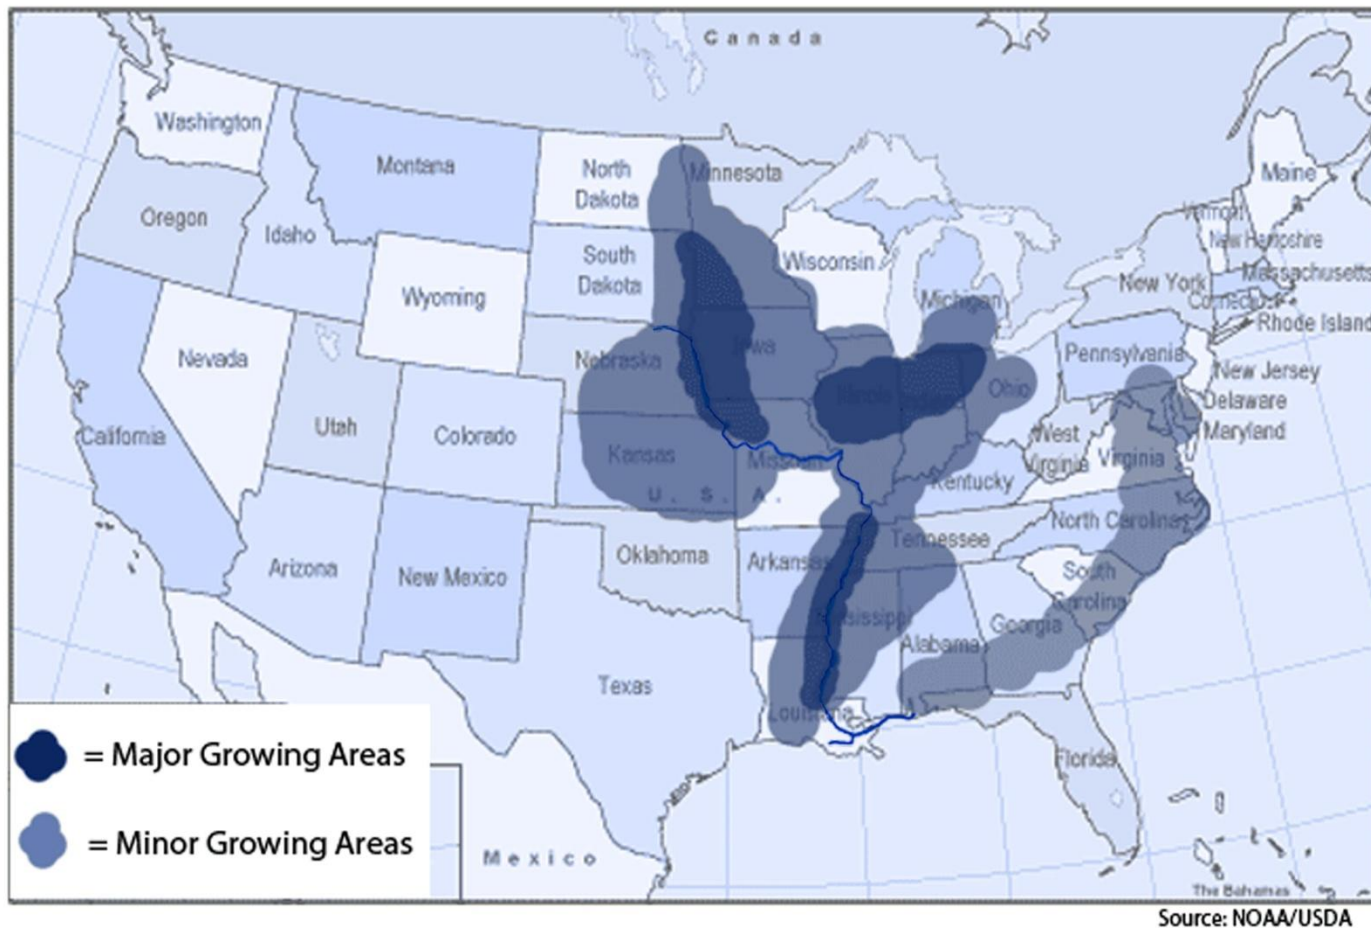 Canada
Washington
Montana
North
Dakota
Minnesota
Maine
Oregon
Idaho
Vermont
New Hampshire
South
Dakota
Wisconsin
Massachusetts
New York
Wyoming
Michigan
Connecticut
Rhode Island
Nevada
Nebraska
Iowa
Pennsylvania
New Jersey
Utah
Colorado
Illinois
Indiana
Ohio
Delaware
Maryland
California
Kansas
Missouri
West
Virginia
Virginia
U. S. A.
Kentucky
Arizona
New Mexico
Oklahoma
Arkansas
Tennessee
North Carolina
South
Carolina
Mississippi
Alabama
Georgia
Texas
Louisiana
Florida
= Major Growing Areas
= Minor Growing Areas
Mexico
The Bahamas
Source: NOAA/USDA